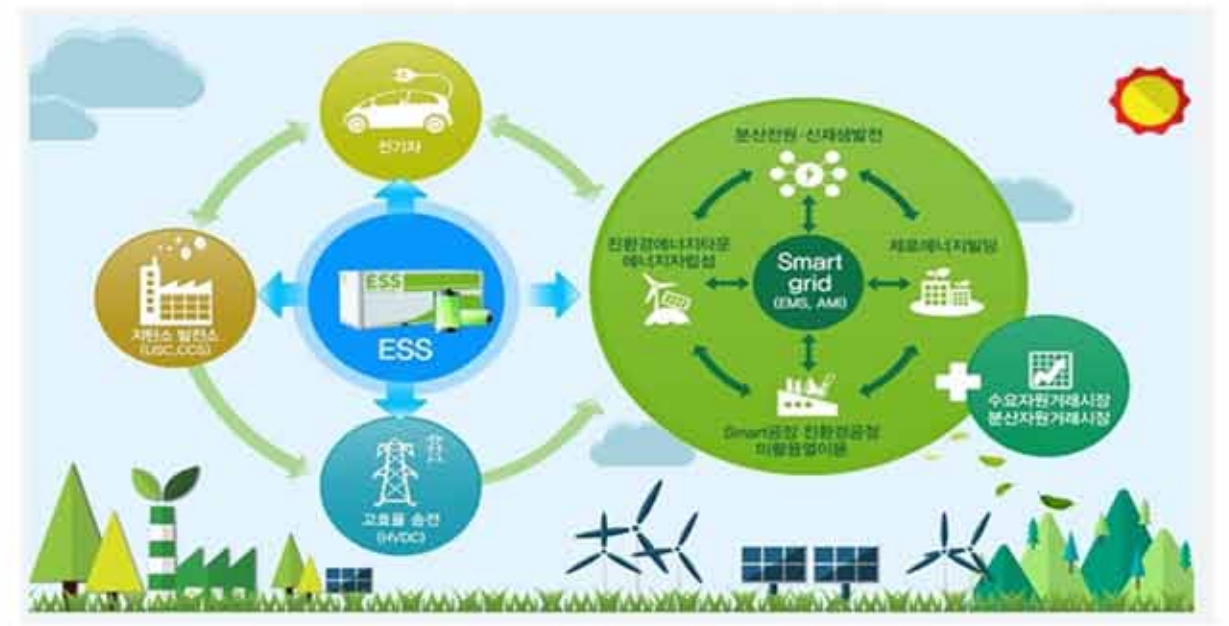 전기차
분산전원·신재생발전
친환경에너지타운
에너지자립섬
제로에너지빌딩
Smart
grid
(EMS, AMI)
ESS
ESS
저탄소 발전소
(USC,CCS)
수요자원거래시장
분산자원거래시장
Smart공장 친환경공정
미활용열이용
고효율 송전
(HVDC)